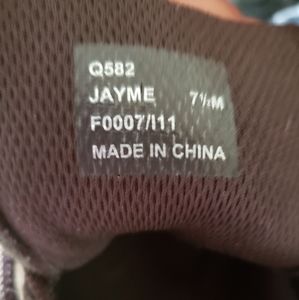 Q582
JAYME 7½M
F0007/I11
MADE IN CHINA